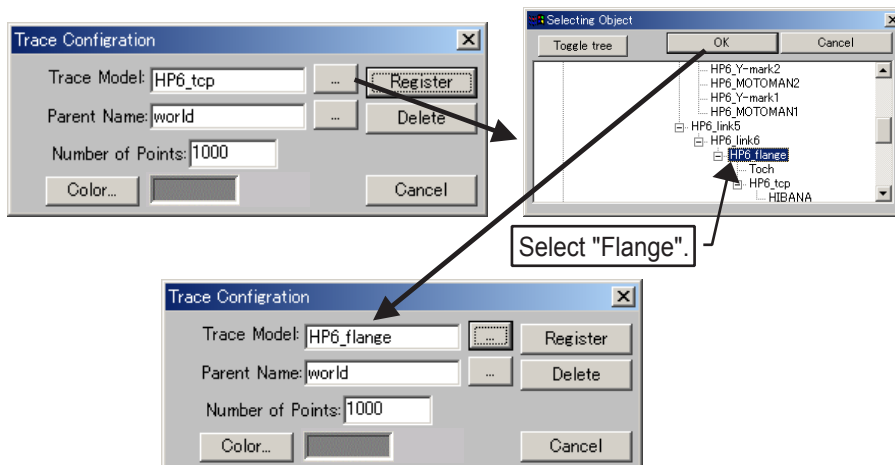 Trace Configration
Trace Model: HP6_tcp ... Register
Parent Name: world ... Delete
Number of Points: 1000
Color... Cancel
Selecting Object
Toggle tree OK Cancel
HP6_Y-mark2
HP6_MOTOMAN2
HP6_Y-mark1
HP6_MOTOMAN1
HP6_link5
HP6_link6
HP6_flange
Toch
HP6_tcp
HIBANA
Select "Flange".
Trace Configration
Trace Model: HP6_flange ... Register
Parent Name: world ... Delete
Number of Points: 1000
Color... Cancel